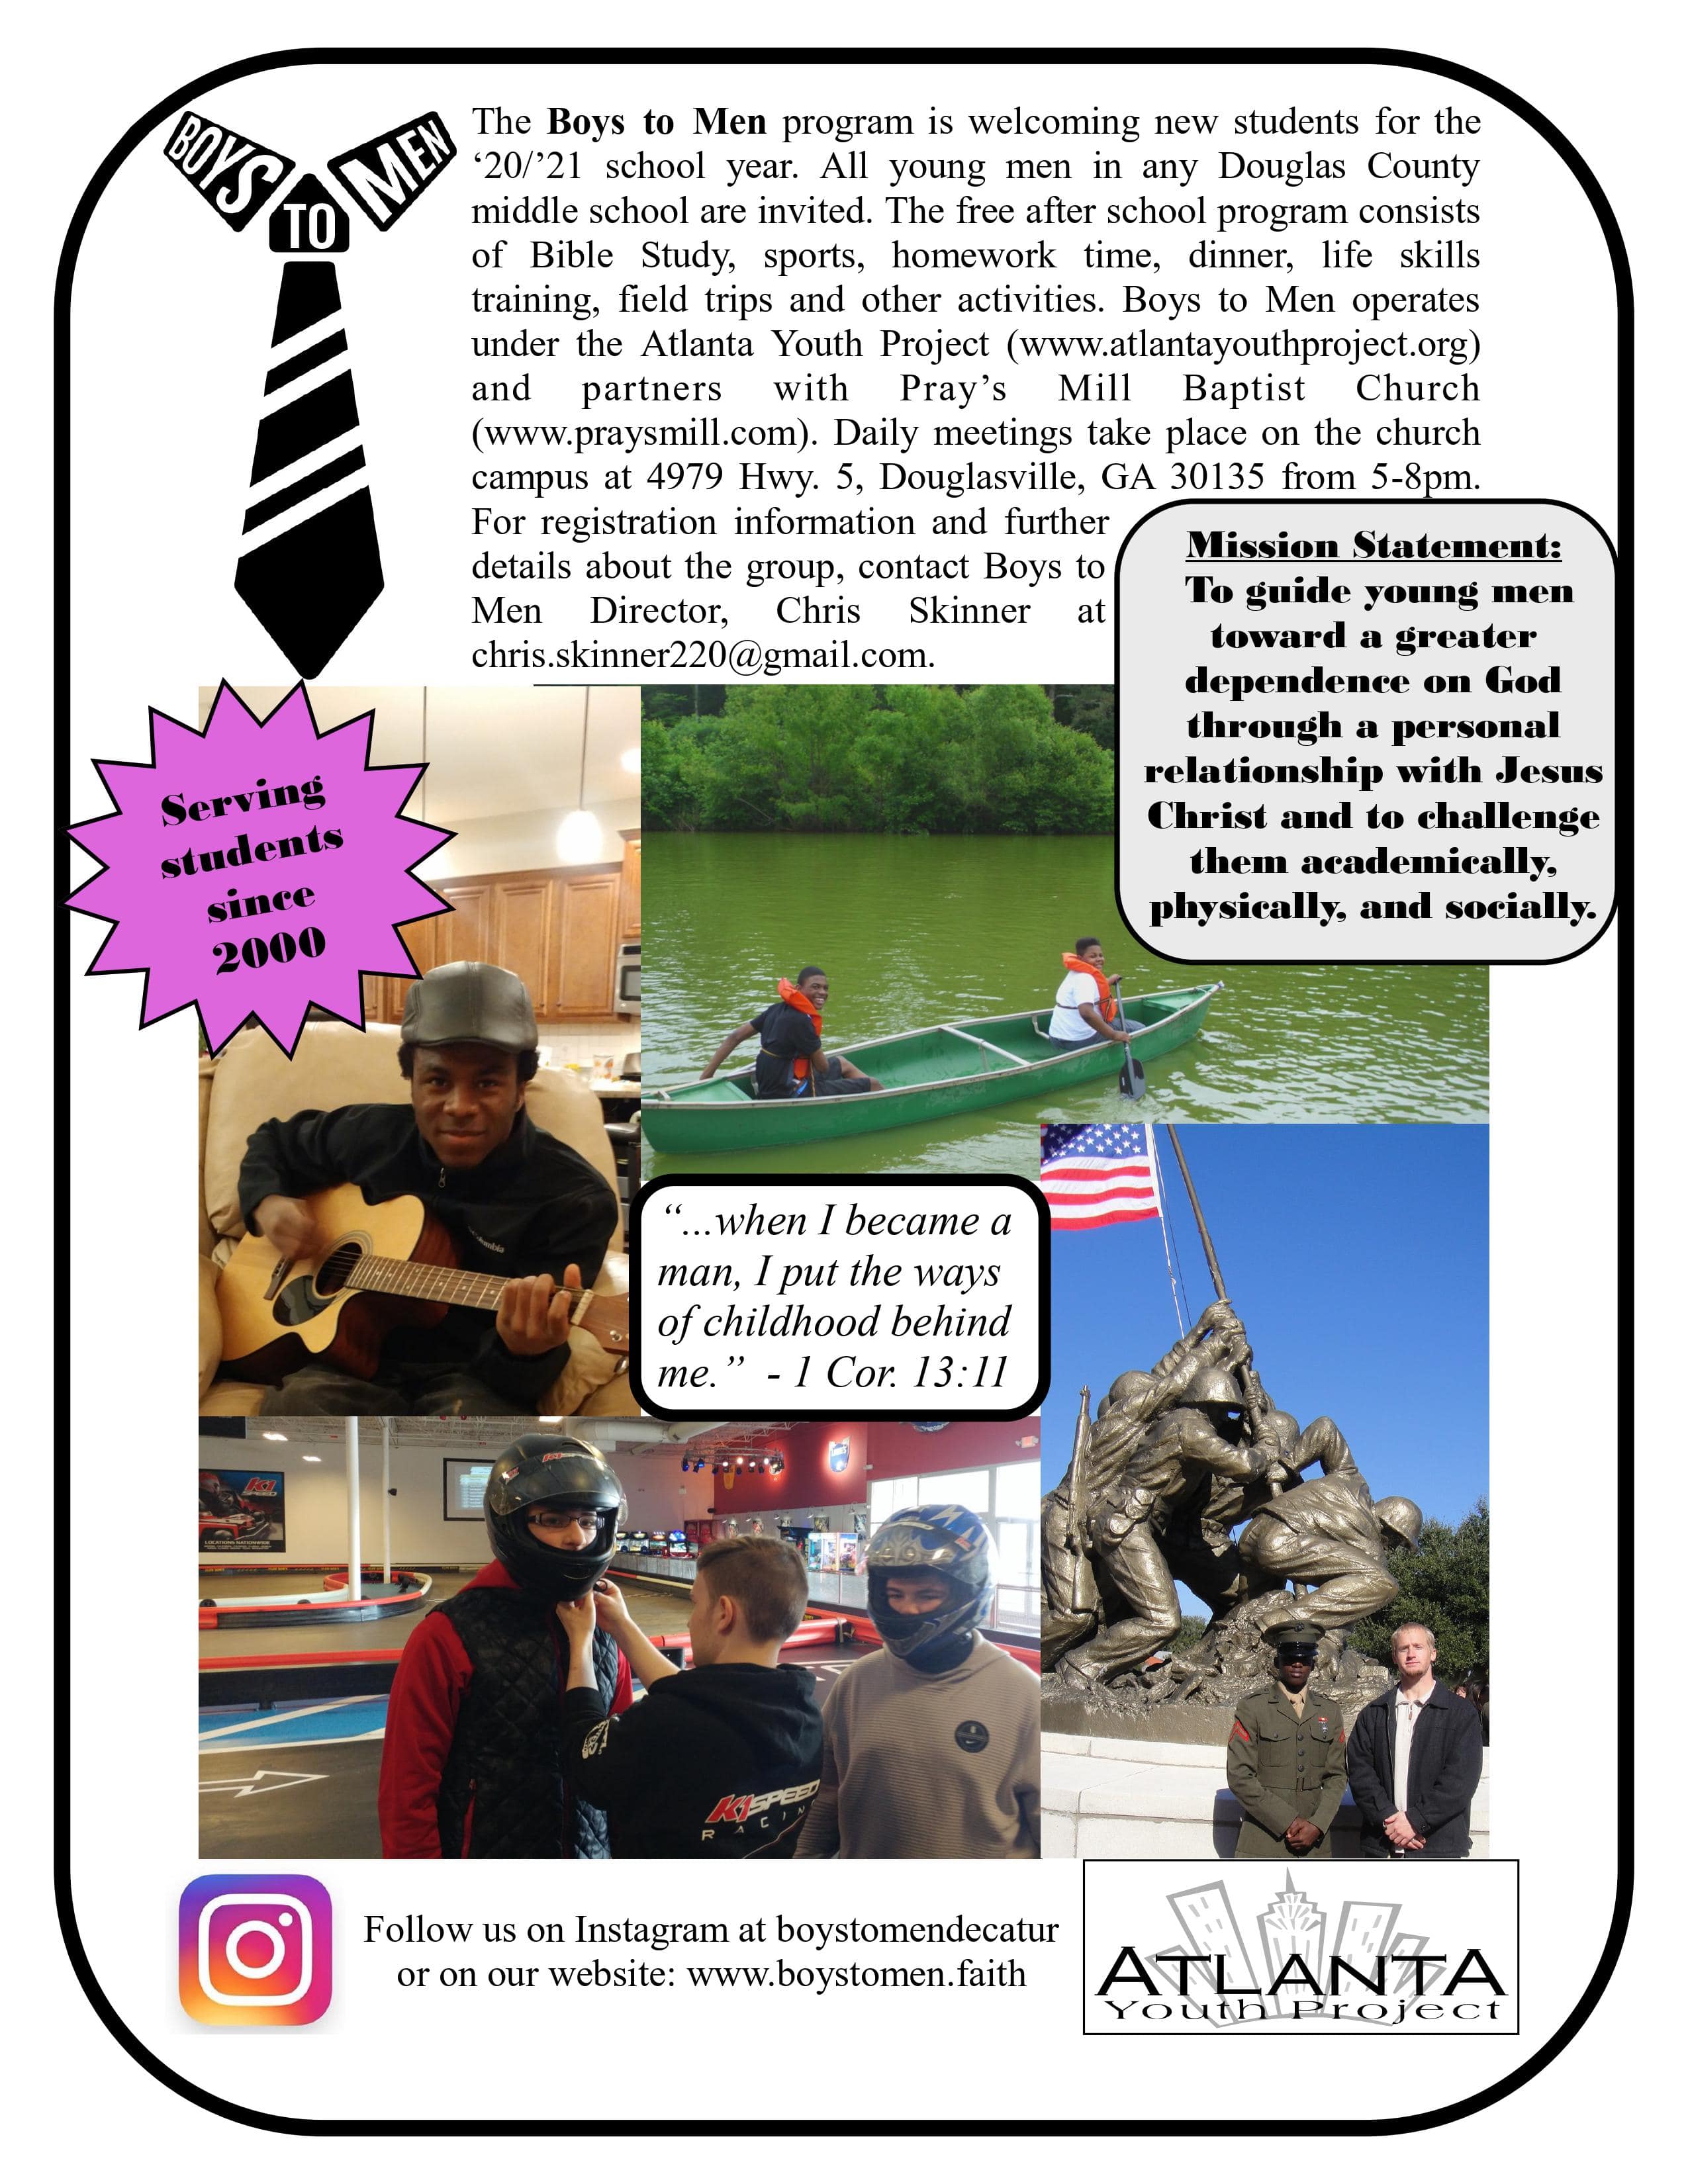 BOYS
TO
MEN
The Boys to Men program is welcoming new students for the
‘20/’21 school year. All young men in any Douglas County
middle school are invited. The free after school program consists
of Bible Study, sports, homework time, dinner, life skills
training, field trips and other activities. Boys to Men operates
under the Atlanta Youth Project (www.atlantayouthproject.org)
and partners with Pray’s Mill Baptist Church
(www.praysmill.com). Daily meetings take place on the church
campus at 4979 Hwy. 5, Douglasville, GA 30135 from 5-8pm.
For registration information and further
details about the group, contact Boys to
Men Director, Chris Skinner at
chris.skinner220@gmail.com.
Mission Statement:
To guide young men
toward a greater
dependence on God
through a personal
relationship with Jesus
Christ and to challenge
them academically,
physically, and socially.
Serving
students
since
2000
“...when I became a
man, I put the ways
of childhood behind
me.” - 1 Cor. 13:11
Columbia
K1
SPEED
LOCATIONS NATIONWIDE
K1SPEED
Follow us on Instagram at boystomendecatur
or on our website: www.boystomen.faith
ATLANTA
Youth Project